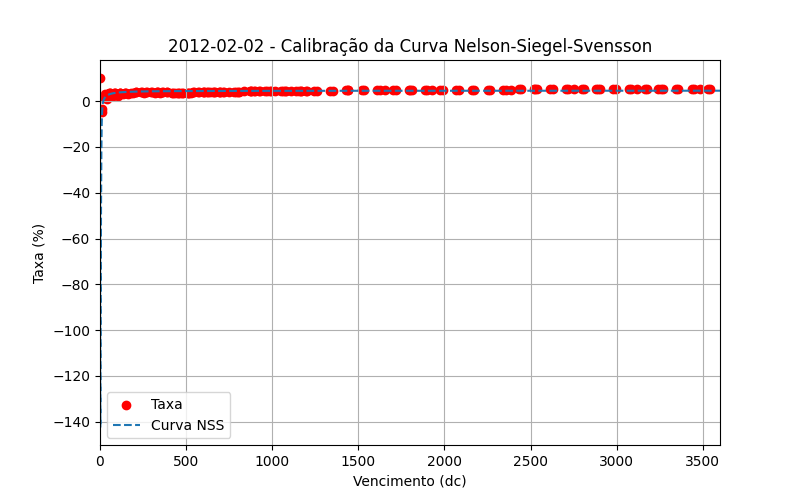 2012-02-02 - Calibração da Curva Nelson-Siegel-Svensson
Taxa (%)
0
−20
−40
−60
−80
−100
−120
−140
Taxa
Curva NSS
0 500 1000 1500 2000 2500 3000 3500
Vencimento (dc)